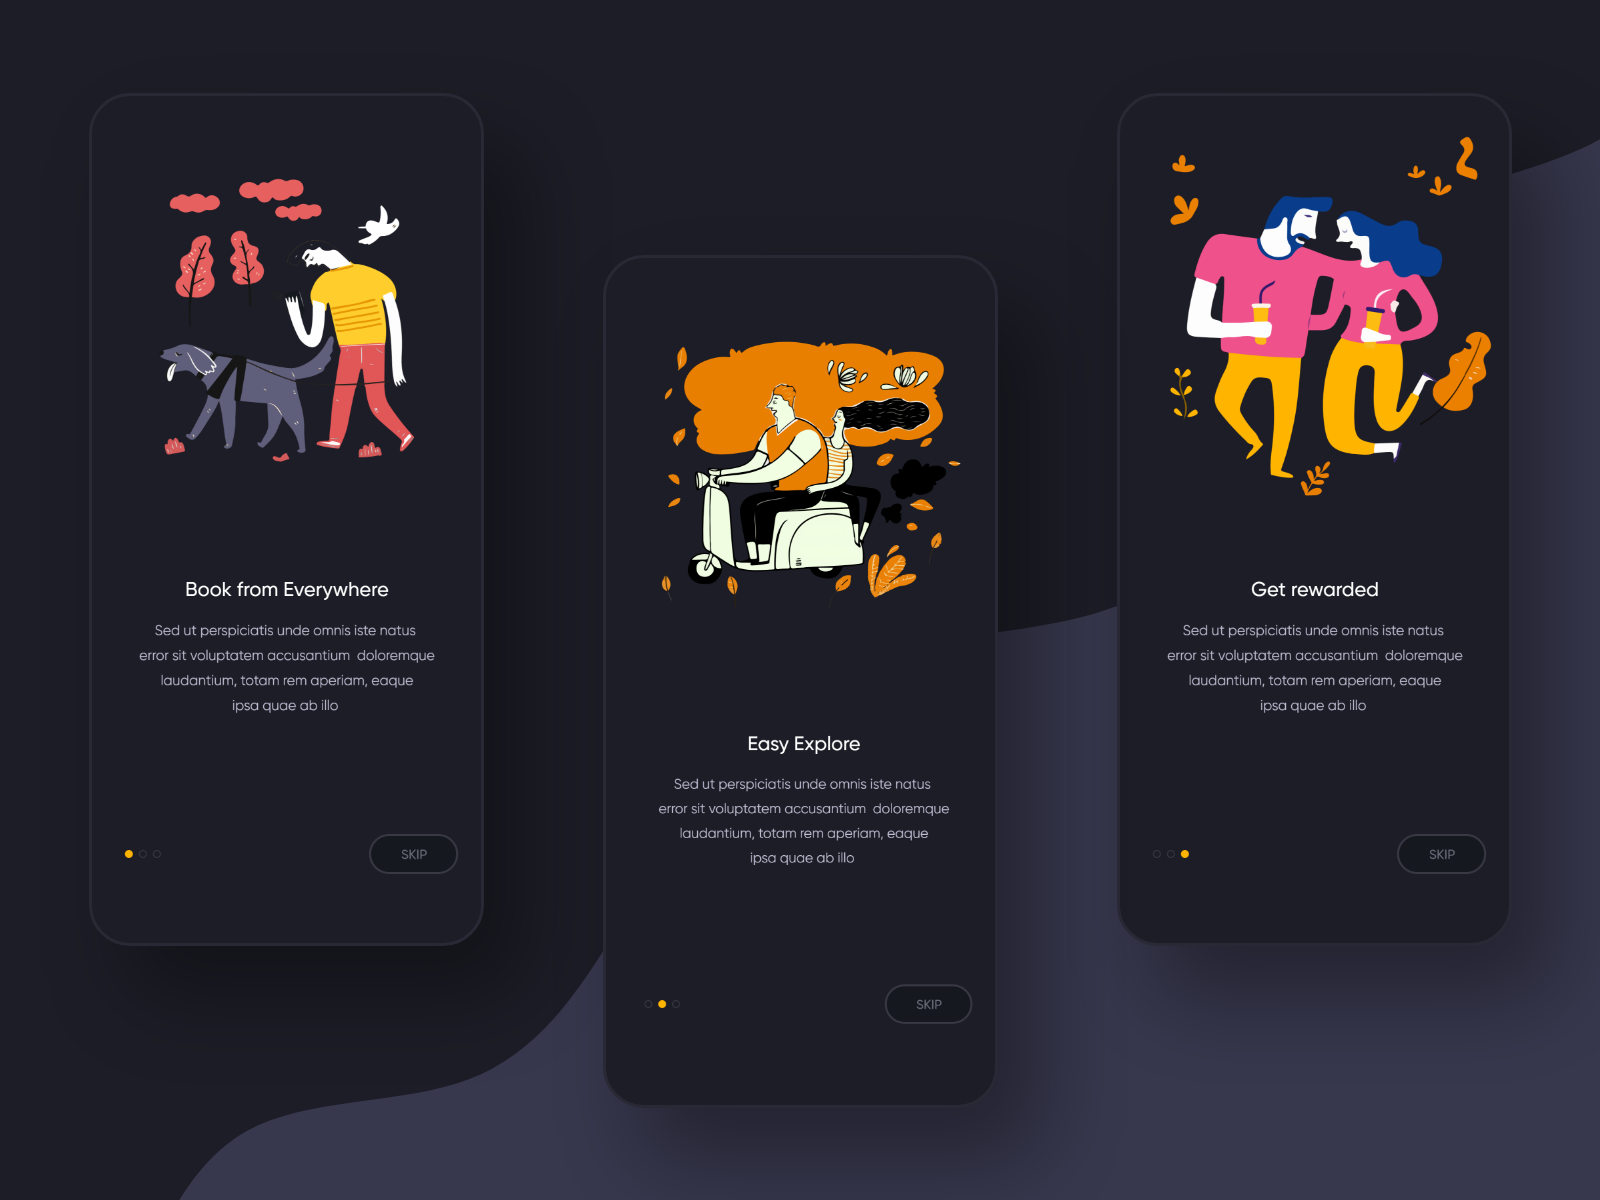 Book from Everywhere
Sed ut perspiciatis unde omnis iste natus
error sit voluptatem accusantium  doloremque
laudantium, totam rem aperiam, eaque
ipsa quae ab illo
SKIP
Easy Explore
Sed ut perspiciatis unde omnis iste natus
error sit voluptatem accusantium  doloremque
laudantium, totam rem aperiam, eaque
ipsa quae ab illo
SKIP
Get rewarded
Sed ut perspiciatis unde omnis iste natus
error sit voluptatem accusantium  doloremque
laudantium, totam rem aperiam, eaque
ipsa quae ab illo
SKIP